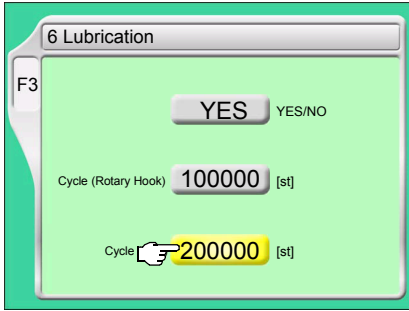 6 Lubrication
F3
YES YES/NO
Cycle (Rotary Hook) 100000 [st]
Cycle 200000 [st]